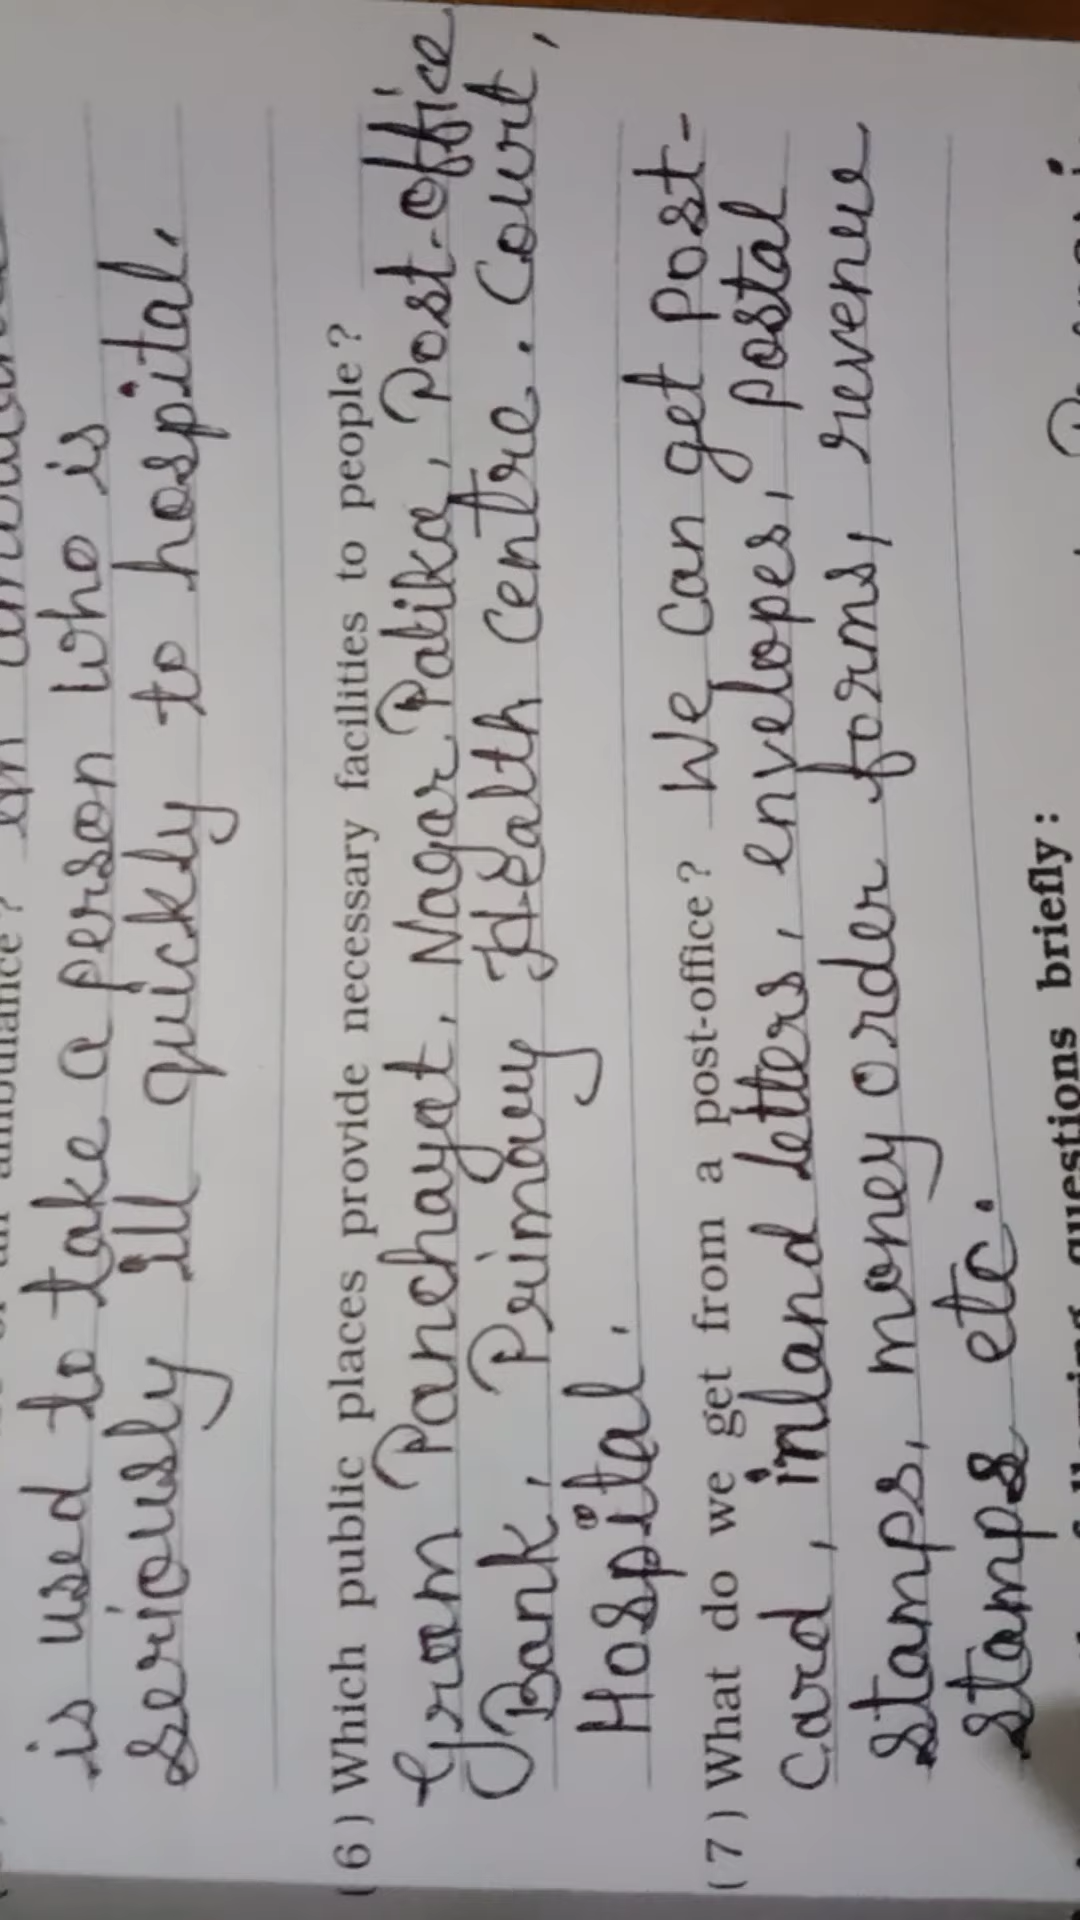 ambulance?
is used to take a person who is
seriously ill quickly to hospital.
(6) Which public places provide necessary facilities to people?
Gram Panchayat, Nagar Palika, Post-office
Bank, Primary Health Centre. Court,
Hospital.
(7) What do we get from a post-office? We can get post-
card, inland letters, envelopes, postal
stamps, money order forms, revenue
stamps etc.
questions briefly: